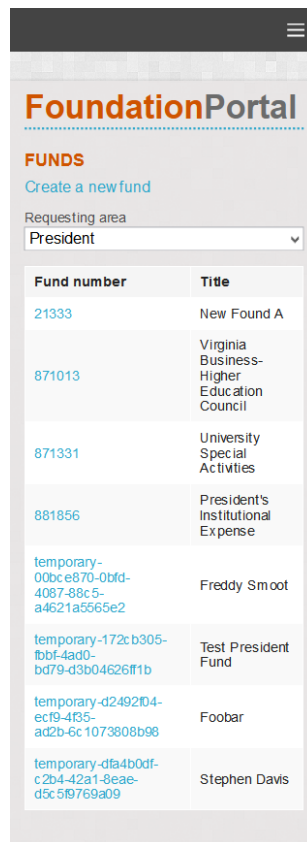 FoundationPortal
FUNDS
Create a new fund
Requesting area
President
Fund number Title
21333 New Found A
871013 Virginia
Business-
Higher
Education
Council
871331 University
Special
Activities
881856 President's
Institutional
Expense
temporary-
00bce870-0bfd-
4087-88c5-
a4621a5565e2
Freddy Smoot
temporary-172cb305-
fbbf-4ad0-
bd79-d3b04626ff1b
Test President
Fund
temporary-d2492f04-
ecf9-4f35-
ad2b-6c1073808b98
Foobar
temporary-dfa4b0df-
c2b4-42a1-8eae-
d5c5f9769a09
Stephen Davis